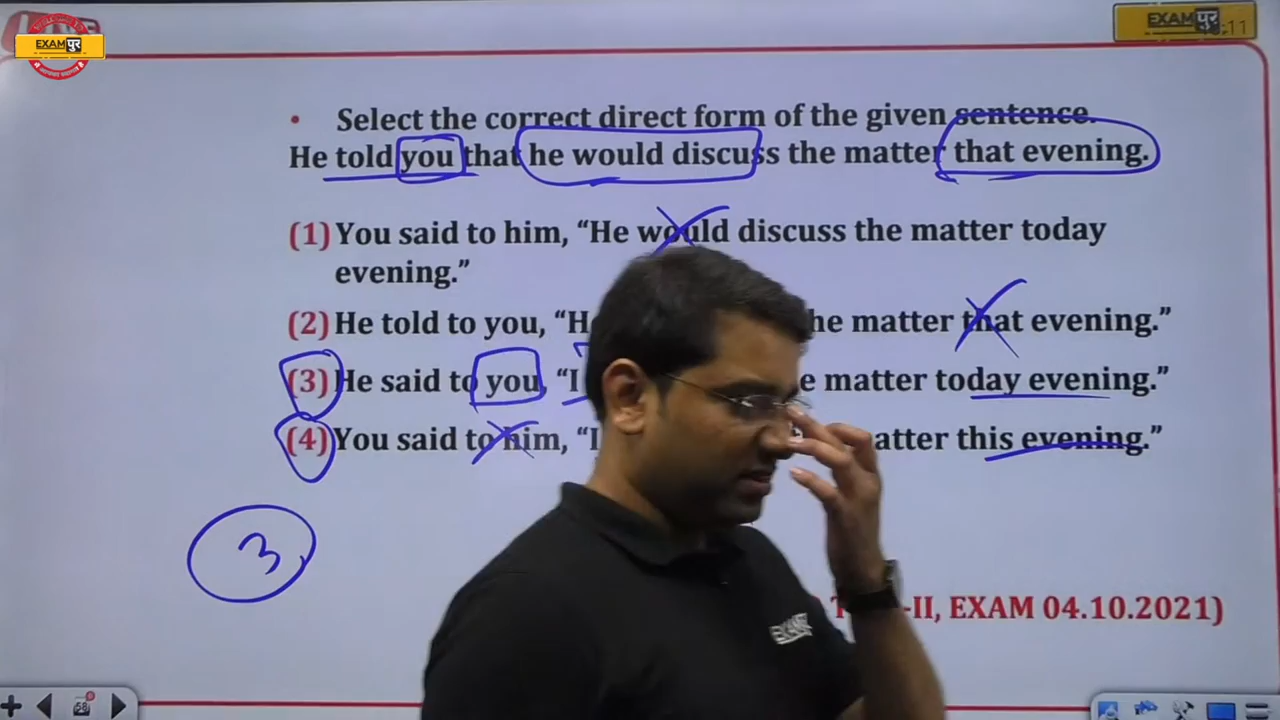 EXAMपुर
EXAMपुर
:11
• Select the correct direct form of the given sentence.
He told you that he would discuss the matter that evening.
(1) You said to him, “He would discuss the matter today
evening.”
(2) He told to you, “H he matter that evening.”
(3) He said to you, “I e matter today evening.”
(4) You said to him, “I atter this evening.”
3
-II, EXAM 04.10.2021)
EXAMपुर
58